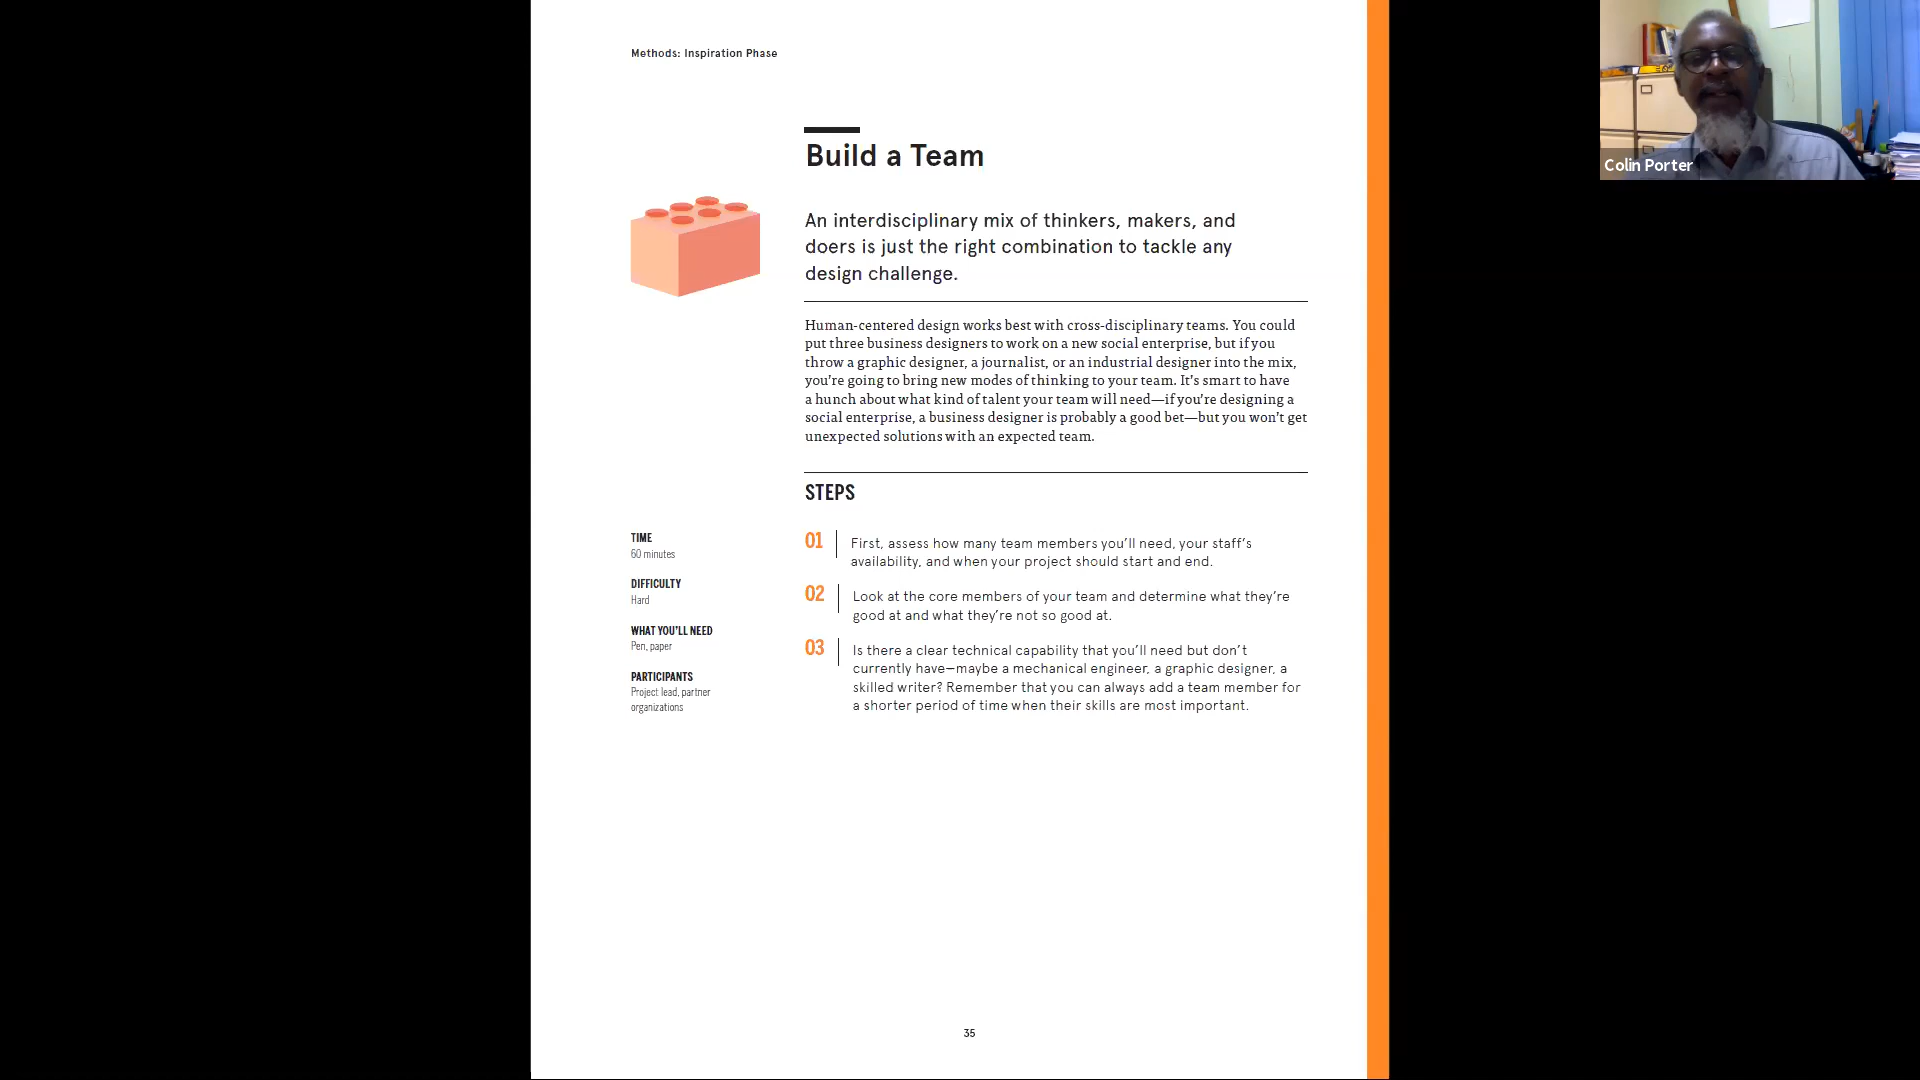 Methods: Inspiration Phase
Build a Team
An interdisciplinary mix of thinkers, makers, and
doers is just the right combination to tackle any
design challenge.
Human-centered design works best with cross-disciplinary teams. You could
put three business designers to work on a new social enterprise, but if you
throw a graphic designer, a journalist, or an industrial designer into the mix,
you're going to bring new modes of thinking to your team. It's smart to have
a hunch about what kind of talent your team will need—if you're designing a
social enterprise, a business designer is probably a good bet—but you won't get
unexpected solutions with an expected team.
STEPS
TIME
60 minutes
DIFFICULTY
Hard
WHAT YOU'LL NEED
Pen, paper
PARTICIPANTS
Project lead, partner
organizations
01 First, assess how many team members you'll need, your staff's
availability, and when your project should start and end.
02 Look at the core members of your team and determine what they're
good at and what they're not so good at.
03 Is there a clear technical capability that you'll need but don't
currently have—maybe a mechanical engineer, a graphic designer, a
skilled writer? Remember that you can always add a team member for
a shorter period of time when their skills are most important.
35
Colin Porter